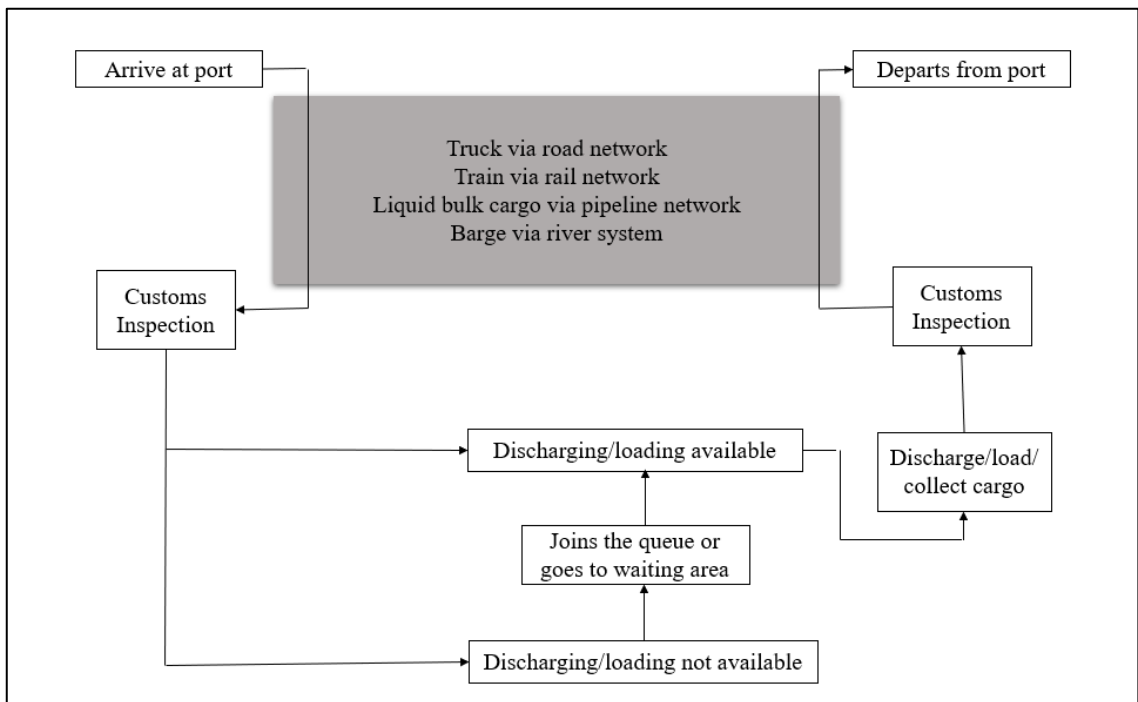 Arrive at port
Departs from port
Truck via road network
Train via rail network
Liquid bulk cargo via pipeline network
Barge via river system
Customs
Inspection
Customs
Inspection
Discharging/loading available
Discharge/load/
collect cargo
Joins the queue or
goes to waiting area
Discharging/loading not available